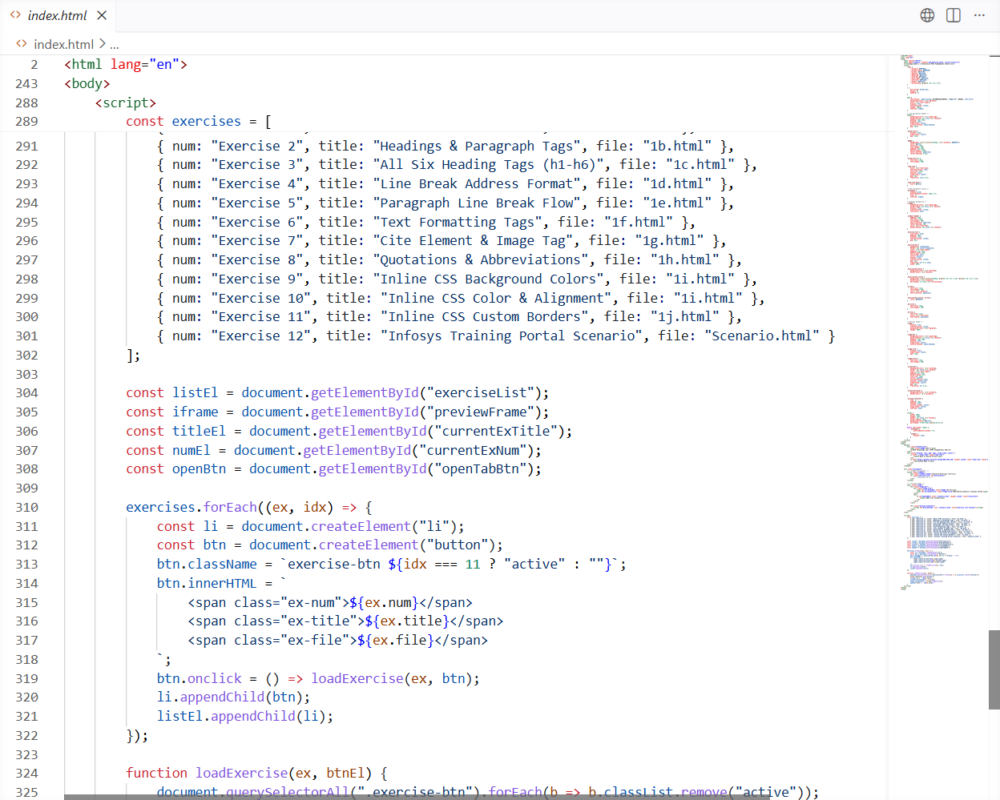 index.html
index.html > ...
2 <html lang="en">
243 <body>
288 <script>
289 const exercises = [
291 { num: "Exercise 2", title: "Headings & Paragraph Tags", file: "1b.html" },
292 { num: "Exercise 3", title: "All Six Heading Tags (h1-h6)", file: "1c.html" },
293 { num: "Exercise 4", title: "Line Break Address Format", file: "1d.html" },
294 { num: "Exercise 5", title: "Paragraph Line Break Flow", file: "1e.html" },
295 { num: "Exercise 6", title: "Text Formatting Tags", file: "1f.html" },
296 { num: "Exercise 7", title: "Cite Element & Image Tag", file: "1g.html" },
297 { num: "Exercise 8", title: "Quotations & Abbreviations", file: "1h.html" },
298 { num: "Exercise 9", title: "Inline CSS Background Colors", file: "1i.html" },
299 { num: "Exercise 10", title: "Inline CSS Color & Alignment", file: "1i.html" },
300 { num: "Exercise 11", title: "Inline CSS Custom Borders", file: "1j.html" },
301 { num: "Exercise 12", title: "Infosys Training Portal Scenario", file: "Scenario.html" }
302 ];
303
304 const listEl = document.getElementById("exerciseList");
305 const iframe = document.getElementById("previewFrame");
306 const titleEl = document.getElementById("currentExTitle");
307 const numEl = document.getElementById("currentExNum");
308 const openBtn = document.getElementById("openTabBtn");
309
310 exercises.forEach((ex, idx) => {
311 const li = document.createElement("li");
312 const btn = document.createElement("button");
313 btn.className = `exercise-btn ${idx === 11 ? "active" : ""}`;
314 btn.innerHTML = `
315 <span class="ex-num">${ex.num}</span>
316 <span class="ex-title">${ex.title}</span>
317 <span class="ex-file">${ex.file}</span>
318 `;
319 btn.onclick = () => loadExercise(ex, btn);
320 li.appendChild(btn);
321 listEl.appendChild(li);
322 });
323
324 function loadExercise(ex, btnEl) {
325 document.querySelectorAll(".exercise-btn").forEach(b => b.classList.remove("active"));